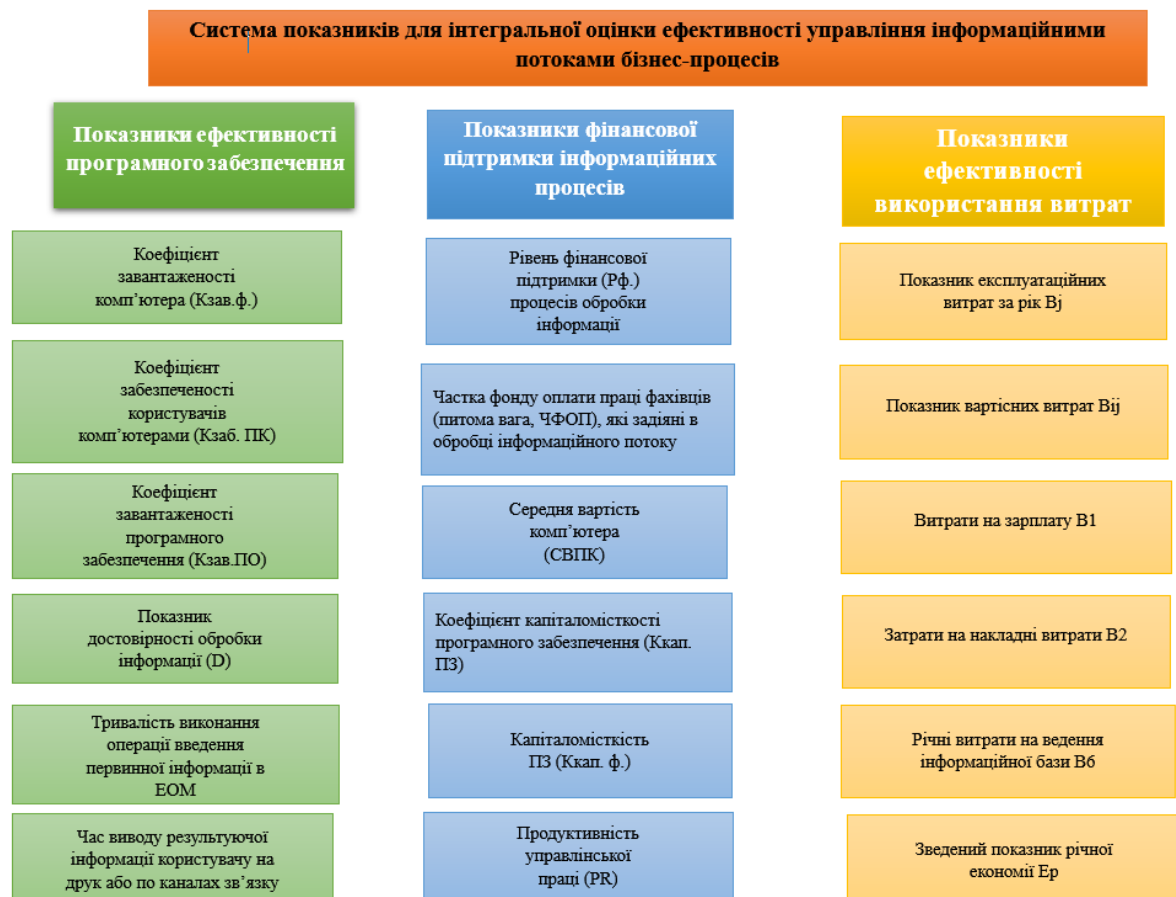 Система показників для інтегральної оцінки ефективності управління інформаційними
потоками бізнес-процесів
Показники ефективності
програмного забезпечення
Коефіцієнт
завантаженості
комп’ютера (Кзав.ф.)
Коефіцієнт
забезпеченості
користувачів
комп’ютерами (Кзаб. ПК)
Коефіцієнт
завантаженості
програмного
забезпечення (Кзав.ПО)
Показник
достовірності обробки
інформації (D)
Тривалість виконання
операції введення
первинної інформації в
ЕОМ
Час виводу результуючої
інформації користувачу на
друк або по каналах зв’язку
Показники фінансової
підтримки інформаційних
процесів
Рівень фінансової
підтримки (Рф.)
процесів обробки
інформації
Частка фонду оплати праці фахівців
(питома вага, ЧФОП), які задіяні в
обробці інформаційного потоку
Середня вартість
комп’ютера
(СВПК)
Коефіцієнт капіталомісткості
програмного забезпечення (Ккап.
ПЗ)
Капіталомісткість
ПЗ (Ккап. ф.)
Продуктивність
управлінської
праці (PR)
Показники
ефективності
використання витрат
Показник експлуатаційних
витрат за рік Bj
Показник вартісних витрат Bij
Витрати на зарплату В1
Затрати на накладні витрати В2
Річні витрати на ведення
інформаційної бази В6
Зведений показник річної
економії Ер